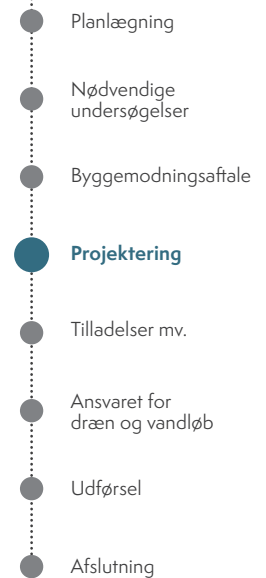 Planlægning
Nødvendige
undersøgelser
Byggemodningsaftale
Projektering
Tilladelser mv.
Ansvaret for
dræn og vandløb
Udførsel
Afslutning